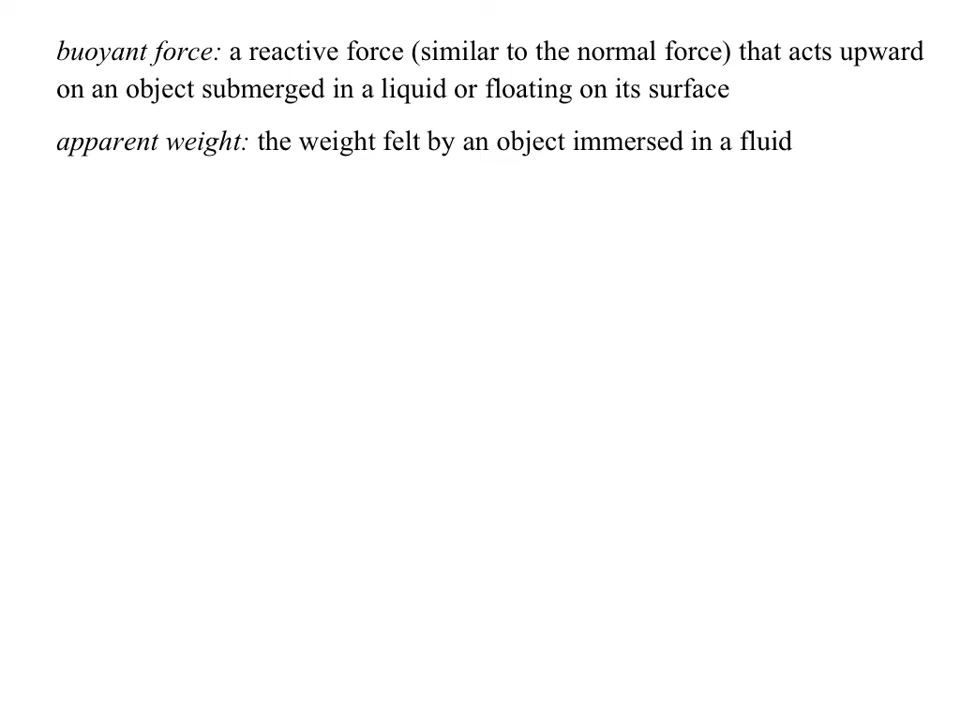 buoyant force: a reactive force (similar to the normal force) that acts upward
on an object submerged in a liquid or floating on its surface
apparent weight: the weight felt by an object immersed in a fluid